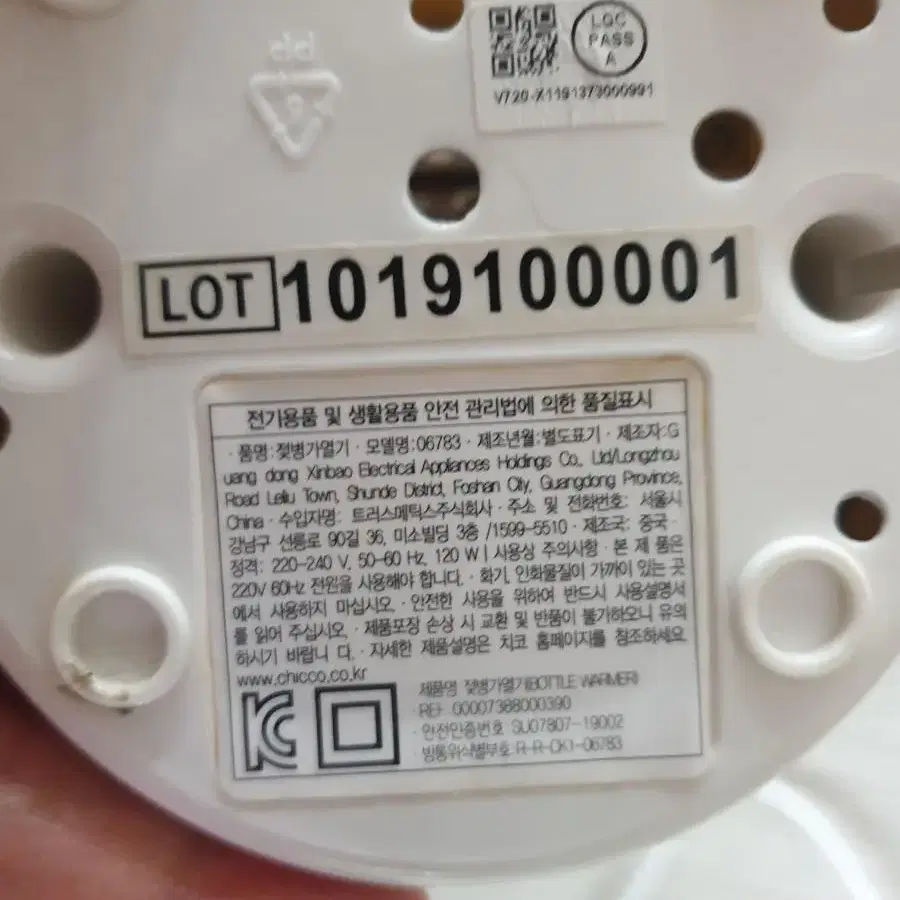 LQC
PASS
A
V720-X1191373000991
LOT 1019100001
전기용품 및 생활용품 안전 관리법에 의한 품질표시
· 품명:젖병가열기 · 모델명:06783 · 제조년월:별도표기 · 제조자:G
uang dong Xinbao Electrical Appliances Holdings Co., Ltd/Longzhou
Road Leliu Town, Shunde District, Foshan City, Guangdong Province,
China · 수입자명: 트러스메틱스주식회사 · 주소 및 전화번호: 서울시
강남구 선릉로 90길 36, 미소빌딩 3층 /1599-5510 · 제조국: 중국 ·
정격: 220-240 V, 50-60 Hz, 120 W | 사용상 주의사항 · 본 제 품은
220V 60Hz 전원을 사용해야 합니다. · 화기, 인화물질이 가까이 있는 곳
에서 사용하지 마십시오. · 안전한 사용을 위하여 반드시 사용설명서
를 읽어 주십시오. · 제품포장 손상 시 교환 및 반품이 불가하오니 유의
하시기 바랍니 다. · 자세한 제품설명은 치코 홈페이지를 참조하세요
www.chicco.co.kr
제품명 젖병가열기(BOTTLE WARMER)
· REF 00007388000390
· 안전인증번호 SU07807-19002
· 방통위식별부호 R-R-CK1-06783